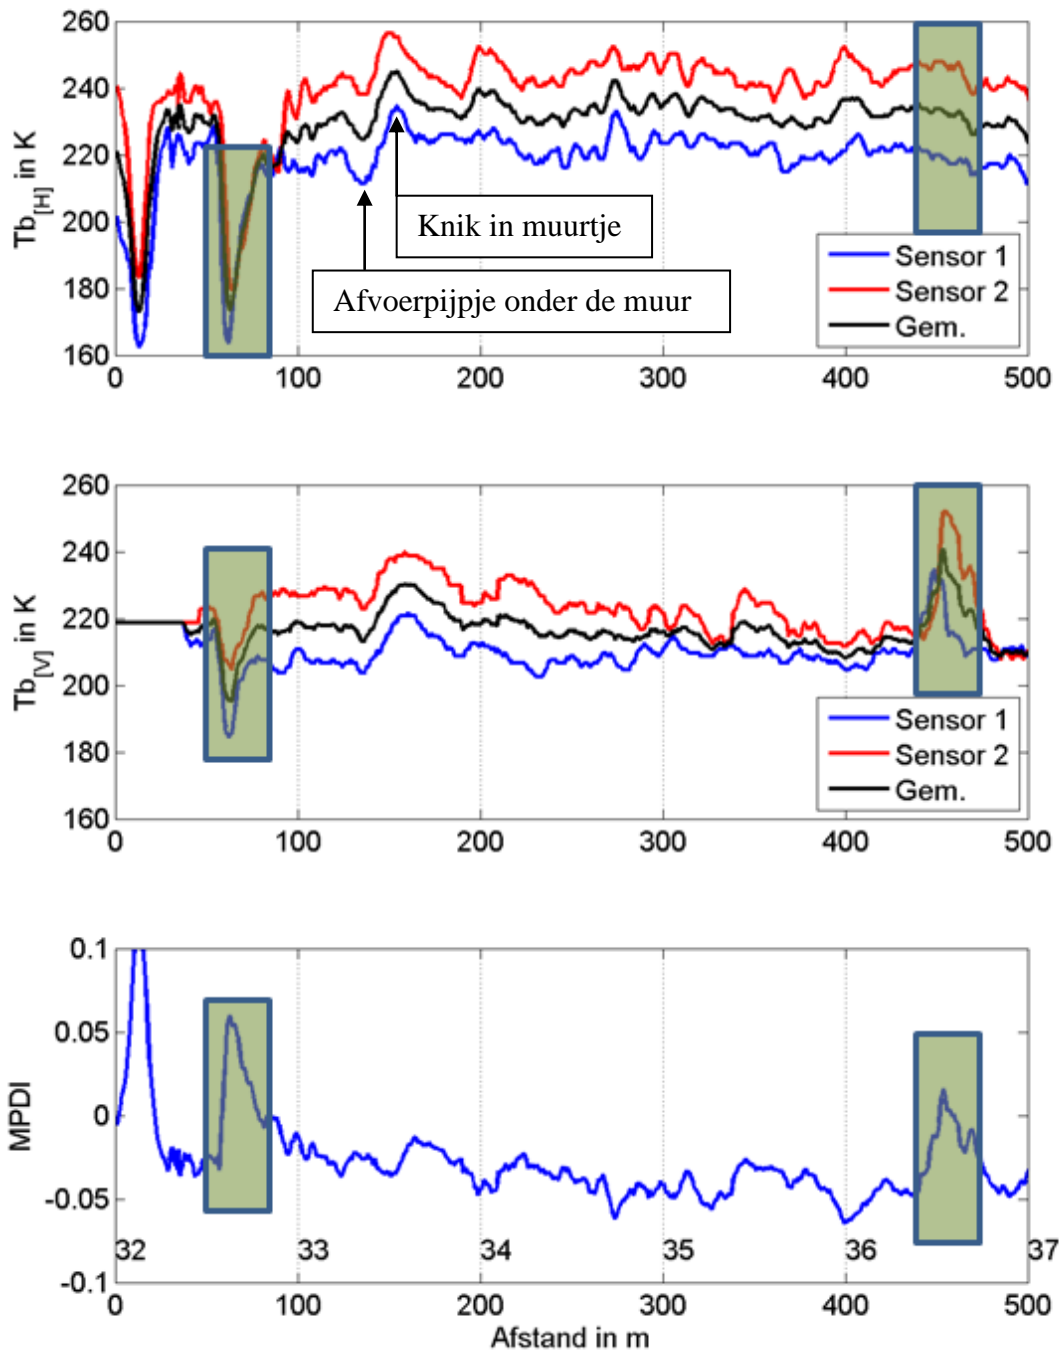 260
240
220
200
180
160
Tb[H] in K
Knik in muurtje
Afvoerpijpje onder de muur
Sensor 1
Sensor 2
Gem.
0 100 200 300 400 500
260
240
220
200
180
160
Tb[V] in K
Sensor 1
Sensor 2
Gem.
0 100 200 300 400 500
0.1
0.05
0
-0.05
-0.1
MPDI
32 33 34 35 36 37
0 100 200 300 400 500
Afstand in m